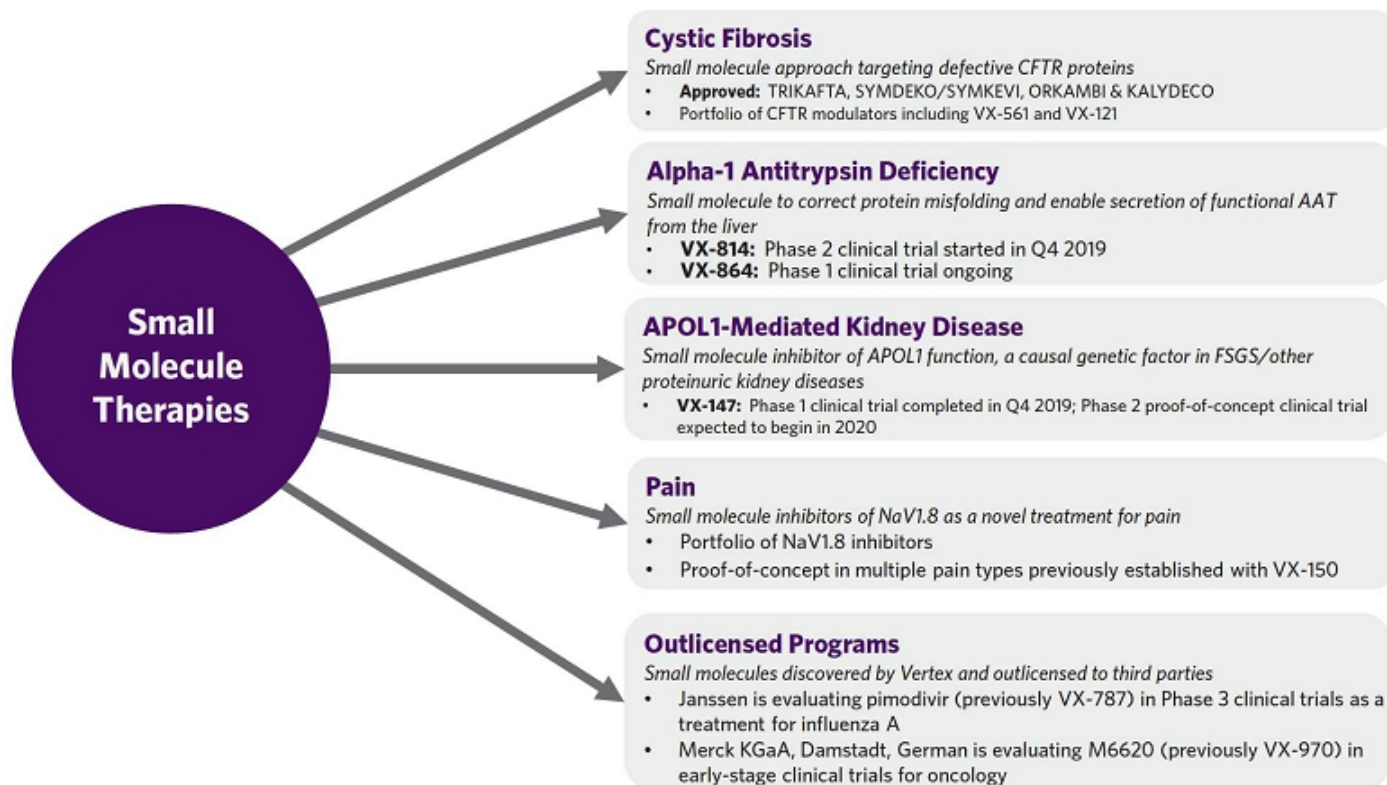 Small
Molecule
Therapies
Cystic Fibrosis
Small molecule approach targeting defective CFTR proteins
• Approved: TRIKAFTA, SYMDEKO/SYMKEVI, ORKAMBI & KALYDECO
• Portfolio of CFTR modulators including VX-561 and VX-121
Alpha-1 Antitrypsin Deficiency
Small molecule to correct protein misfolding and enable secretion of functional AAT
from the liver
• VX-814: Phase 2 clinical trial started in Q4 2019
• VX-864: Phase 1 clinical trial ongoing
APOL1-Mediated Kidney Disease
Small molecule inhibitor of APOL1 function, a causal genetic factor in FSGS/other
proteinuric kidney diseases
• VX-147: Phase 1 clinical trial completed in Q4 2019; Phase 2 proof-of-concept clinical trial
expected to begin in 2020
Pain
Small molecule inhibitors of NaV1.8 as a novel treatment for pain
• Portfolio of NaV1.8 inhibitors
• Proof-of-concept in multiple pain types previously established with VX-150
Outlicensed Programs
Small molecules discovered by Vertex and outlicensed to third parties
• Janssen is evaluating pimodivir (previously VX-787) in Phase 3 clinical trials as a
treatment for influenza A
• Merck KGaA, Damstadt, German is evaluating M6620 (previously VX-970) in
early-stage clinical trials for oncology